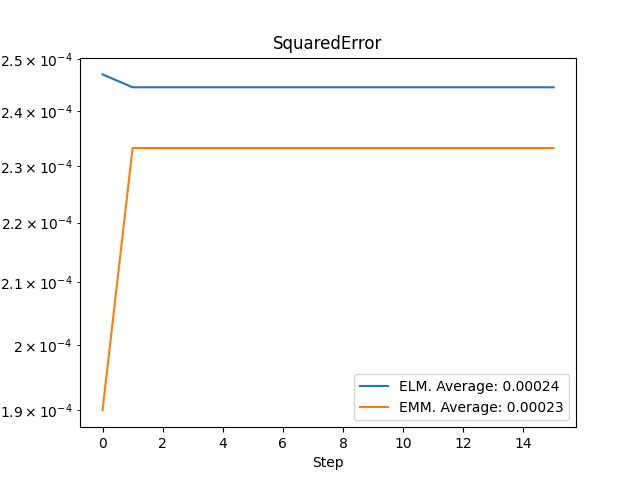 SquaredError
2.5 × 10⁻⁴
2.4 × 10⁻⁴
2.3 × 10⁻⁴
2.2 × 10⁻⁴
2.1 × 10⁻⁴
2 × 10⁻⁴
1.9 × 10⁻⁴
ELM. Average: 0.00024
EMM. Average: 0.00023
0 2 4 6 8 10 12 14
Step